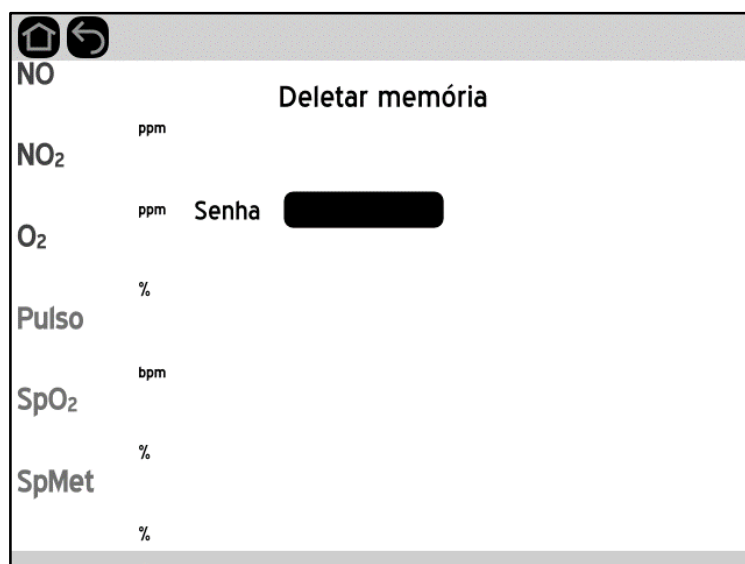 NO
Deletar memória
ppm
NO₂
ppm
Senha
O₂
%
Pulso
bpm
SpO₂
%
SpMet
%